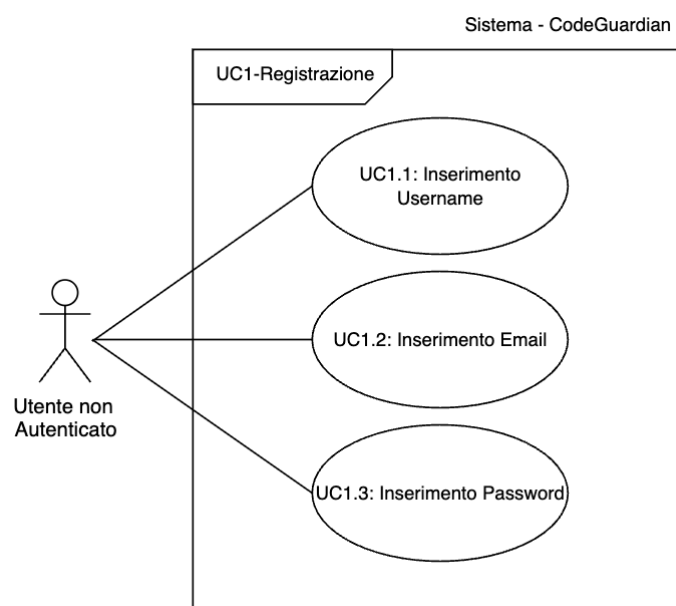 Sistema - CodeGuardian
UC1-Registrazione
UC1.1: Inserimento
Username
UC1.2: Inserimento Email
Utente non
Autenticato
UC1.3: Inserimento Password